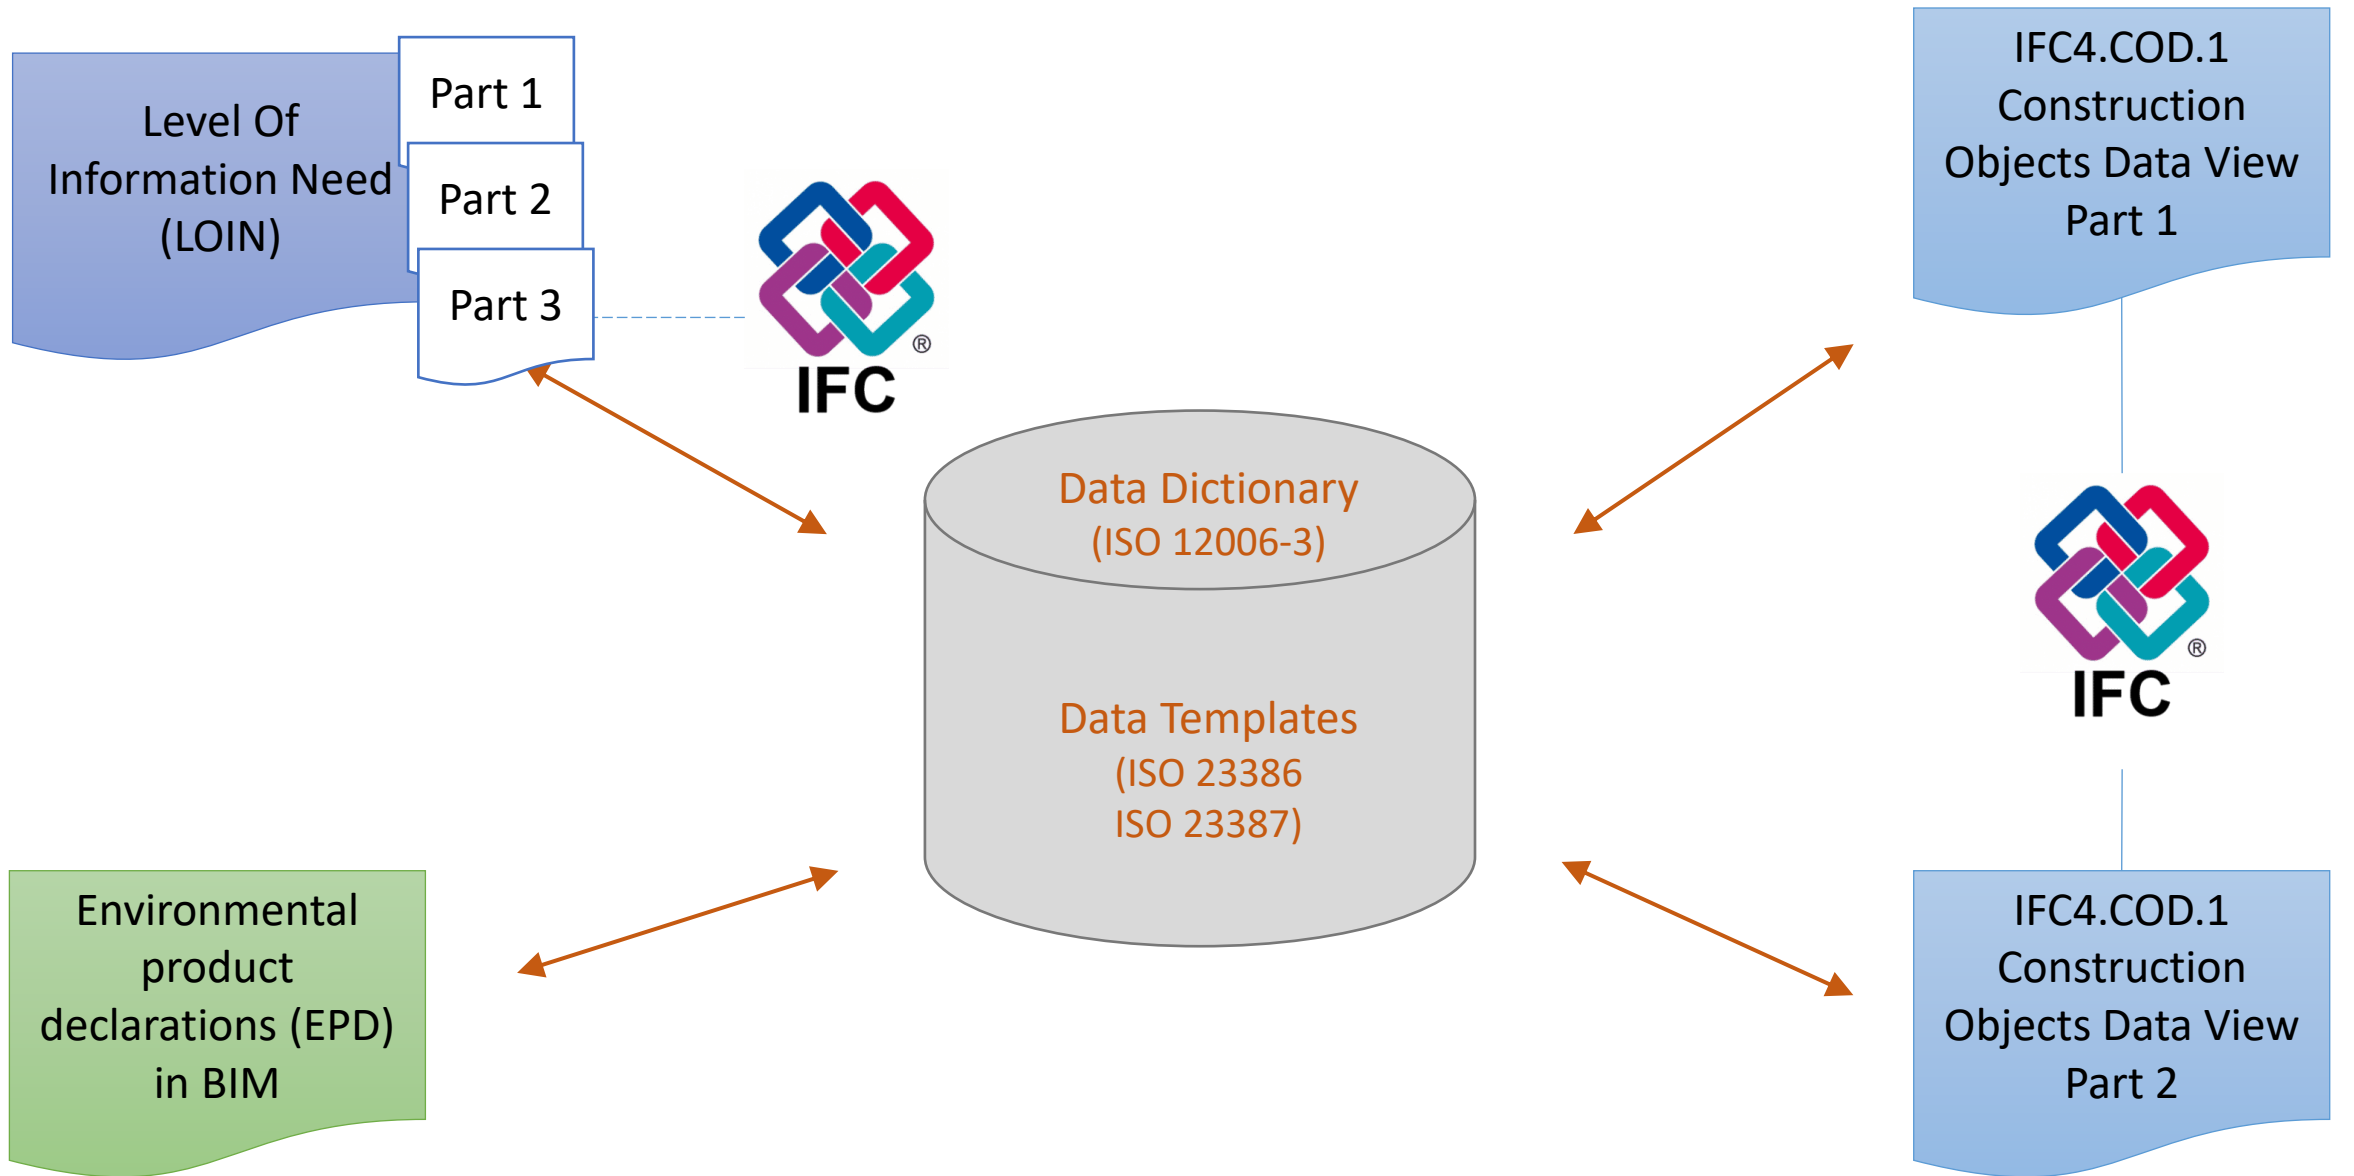 Level Of
Information Need
(LOIN)
Part 1
Part 2
Part 3
®
IFC
IFC4.COD.1
Construction
Objects Data View
Part 1
Data Dictionary
(ISO 12006-3)
Data Templates
(ISO 23386
ISO 23387)
®
IFC
Environmental
product
declarations (EPD)
in BIM
IFC4.COD.1
Construction
Objects Data View
Part 2